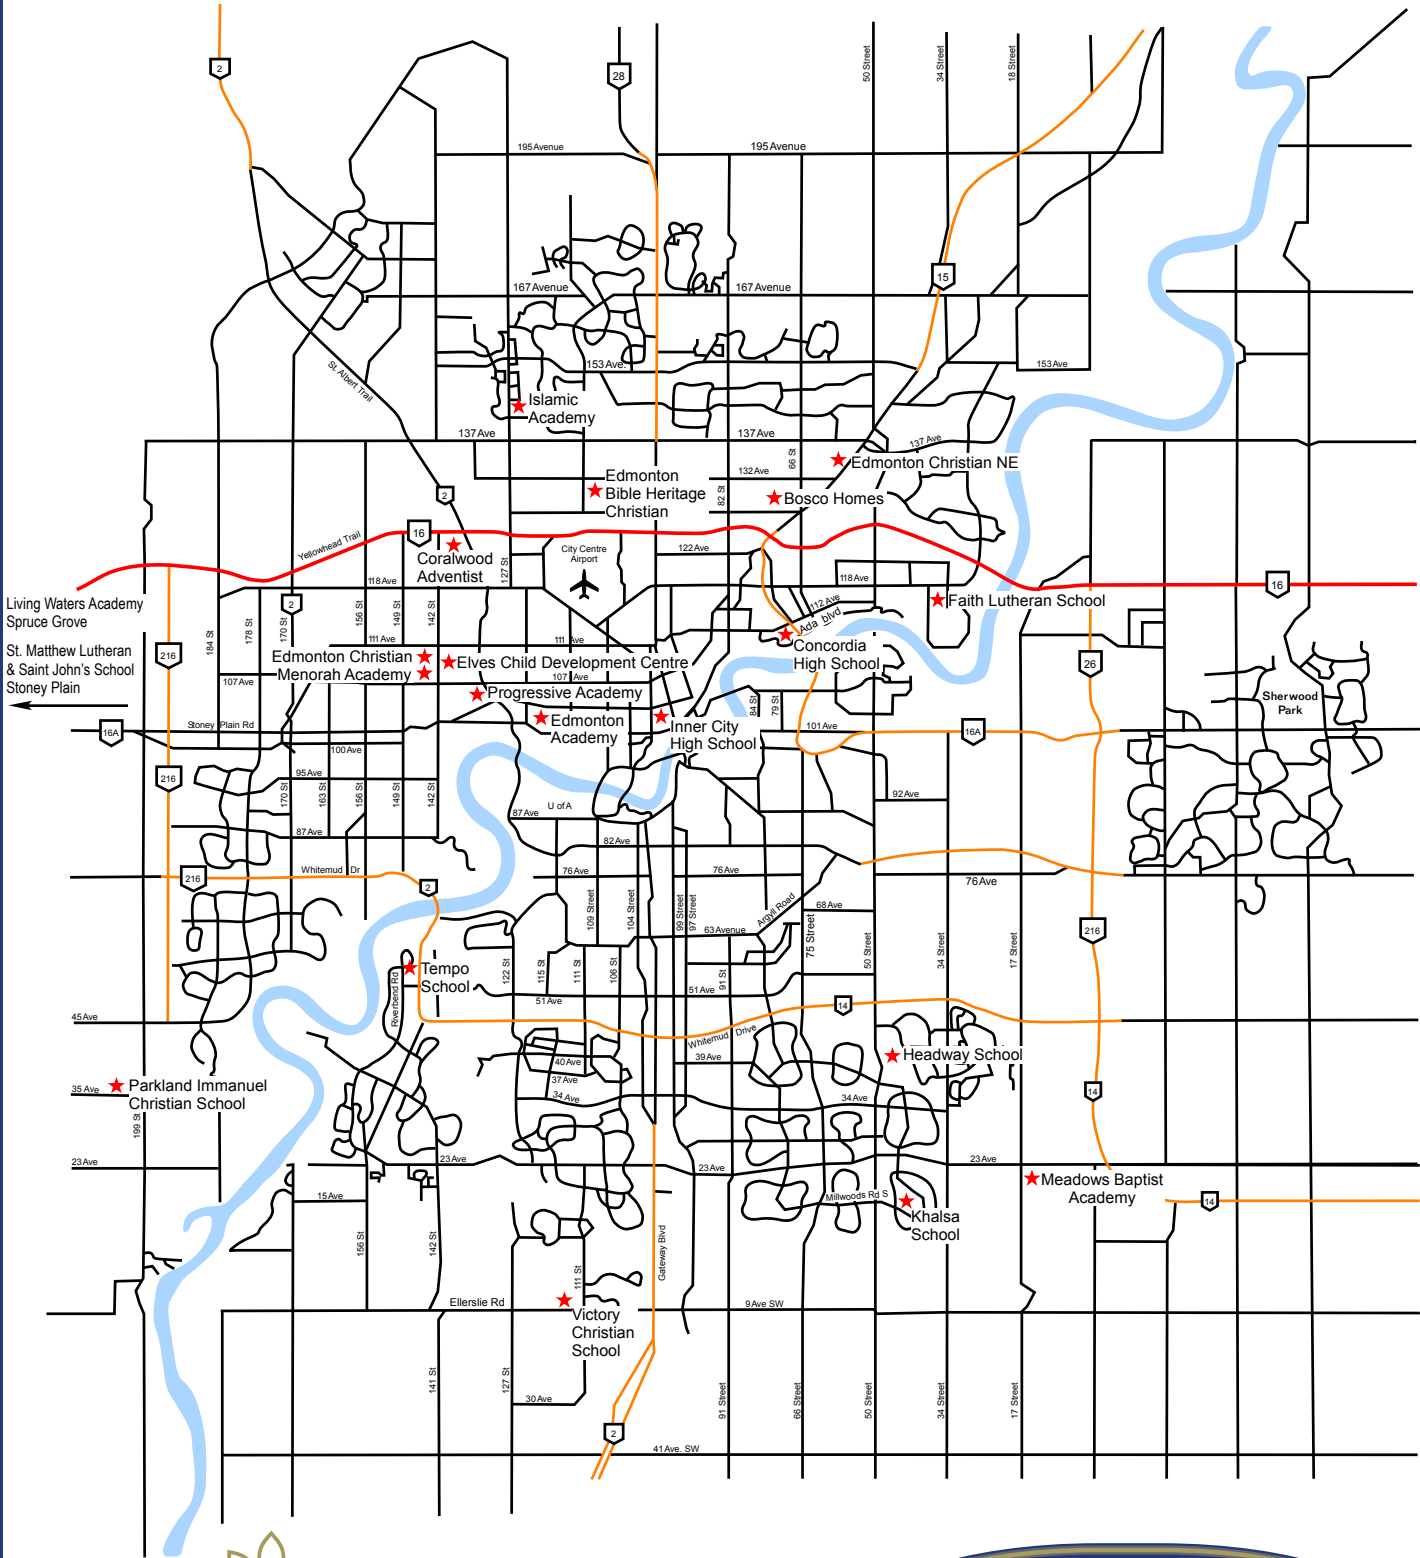 2
28
50 Street
34 Street
18 Street
195 Avenue
195 Avenue
15
167 Avenue
167 Avenue
153 Ave.
153 Ave
St. Albert Trail
Islamic
Academy
137 Ave
137 Ave
137 Ave
66 St
Edmonton Christian NE
132 Ave
Edmonton
Bible Heritage
Christian
82 St
Bosco Homes
2
16
Yellowhead Trail
Coralwood
Adventist
127 St
City Centre
Airport
122 Ave
118 Ave
118 Ave
16
Living Waters Academy
Spruce Grove
2
156 St
149 St
142 St
112 Ave
Ada blvd
Faith Lutheran School
184 St
178 St
170 St
111 Ave
111 Ave
St. Matthew Lutheran
& Saint John's School
Stoney Plain
216
Edmonton Christian
Menorah Academy
Elves Child Development Centre
Concordia
High School
26
107 Ave
107 Ave
Progressive Academy
84 St
79 St
Sherwood
Park
16A
Stoney Plain Rd
Edmonton
Academy
Inner City
High School
101 Ave
16A
100 Ave
216
95 Ave
170 St
163 St
156 St
149 St
142 St
92 Ave
U of A
87 Ave
87 Ave
82 Ave
216
Whitemud Dr
2
76 Ave
76 Ave
76 Ave
109 Street
104 Street
99 Street
97 Street
Argyll Road
68 Ave
75 Street
63 Avenue
50 Street
34 Street
17 Street
216
Tempo
School
Riverbend Rd
122 St
115 St
111 St
106 St
91 St
51 Ave
51 Ave
14
45 Ave
Whitemud Drive
Headway School
39 Ave
40 Ave
37 Ave
34 Ave
34 Ave
14
35 Ave
Parkland Immanuel
Christian School
199 St
23 Ave
23 Ave
23 Ave
23 Ave
Meadows Baptist
Academy
14
15 Ave
Millwoods Rd S
Khalsa
School
156 St
142 St
111 St
Gateway Blvd
Ellerslie Rd
9 Ave SW
Victory
Christian
School
141 St
127 St
30 Ave
91 Street
66 Street
50 Street
34 Street
17 Street
2
41 Ave. SW